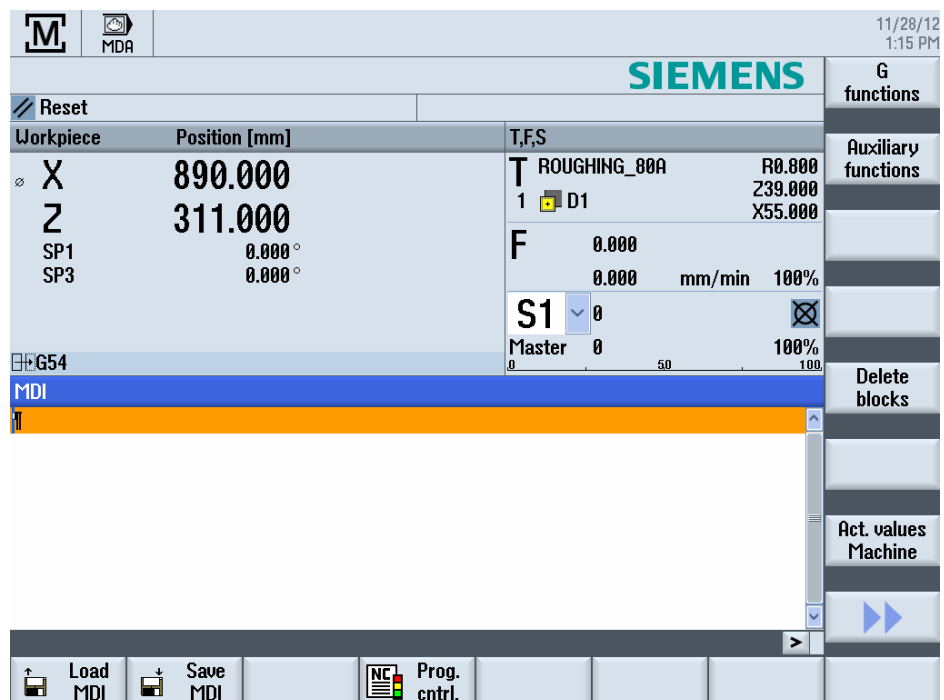 M
MDA
11/28/12
1:15 PM
SIEMENS
G
functions
Reset
Workpiece Position [mm]
T,F,S
Auxiliary
functions
ø X 890.000
Z 311.000
SP1 0.000 °
SP3 0.000 °
T ROUGHING_80A R0.800
Z39.000
1 D1
X55.000
F 0.000
0.000 mm/min 100%
S1 0
Master 0 100%
0 50 100
G54
MDI
¶
Delete
blocks
Act. values
Machine
>
Load
MDI
Save
MDI
NC
Prog.
cntrl.